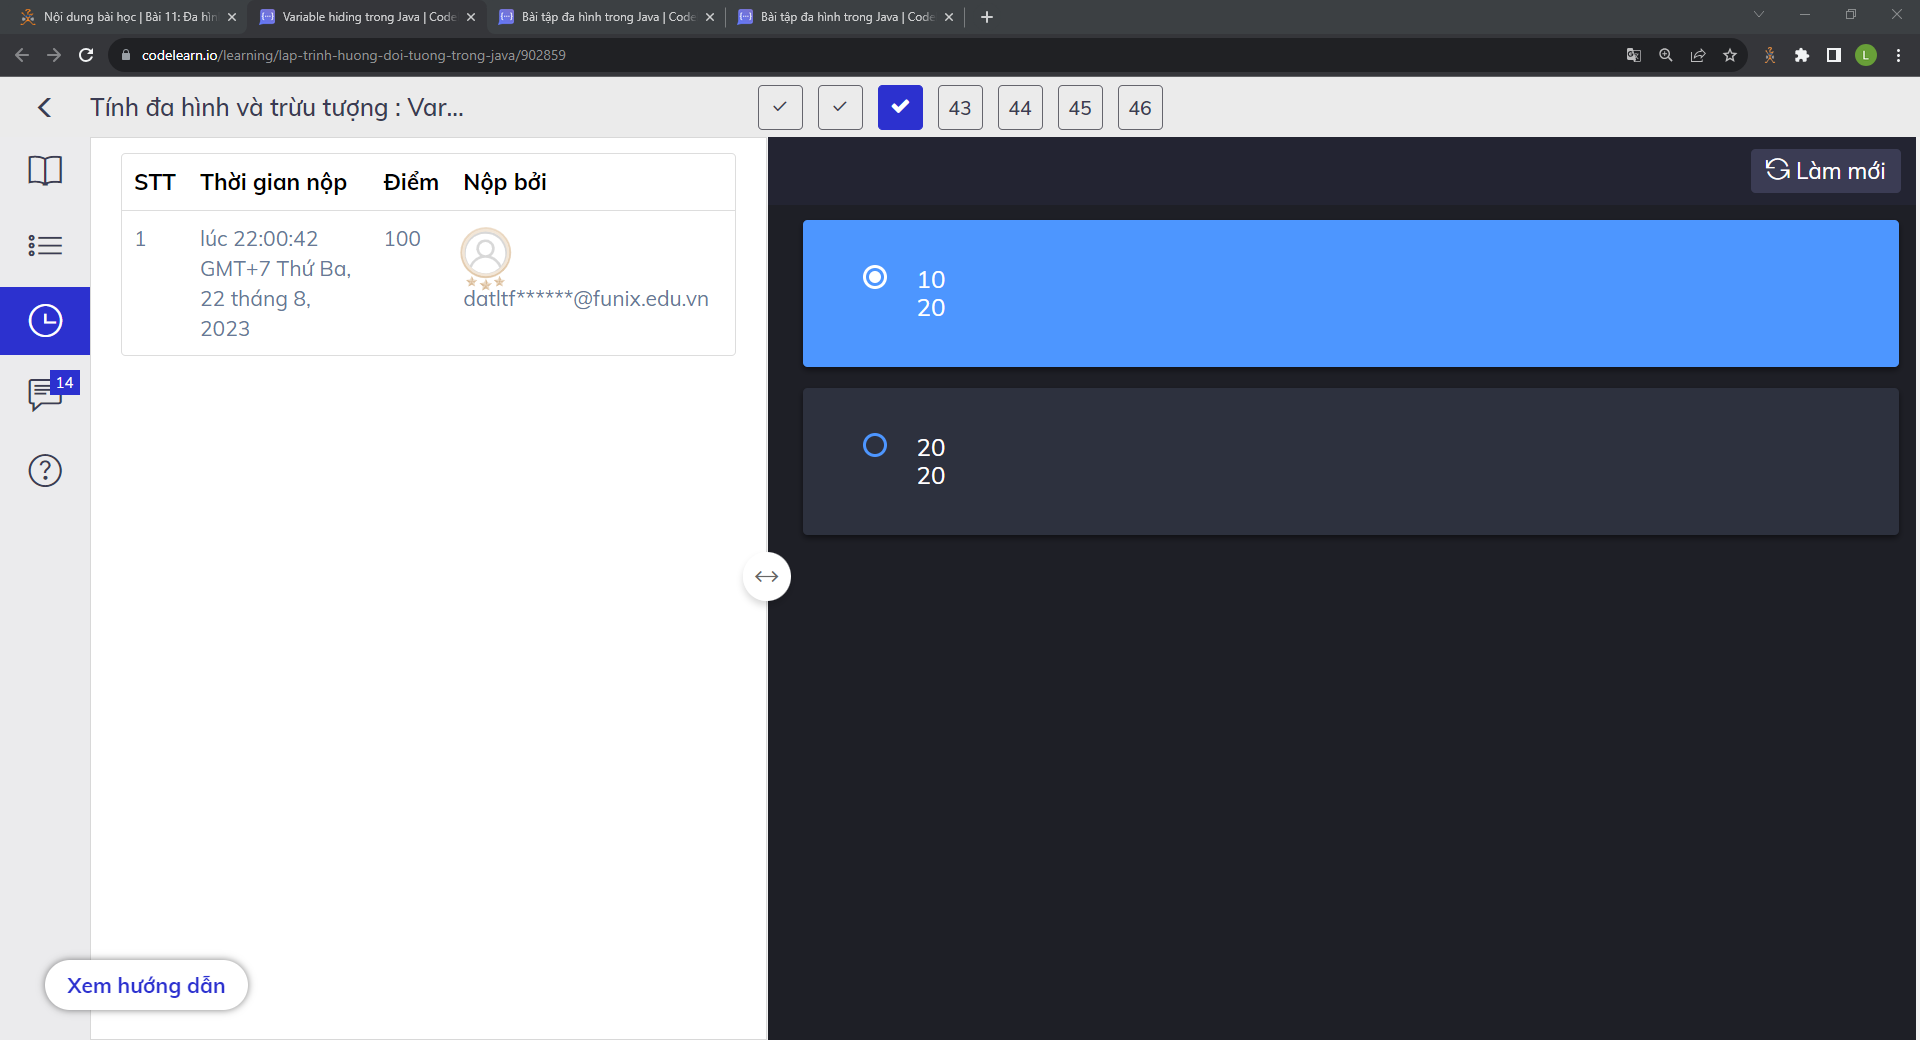 Nội dung bài học | Bài 11: Đa hìn
Variable hiding trong Java | Code
Bài tập đa hình trong Java | Code
Bài tập đa hình trong Java | Code
codelearn.io/learning/lap-trinh-huong-doi-tuong-trong-java/902859
L
Tính đa hình và trừu tượng : Var...
43
44
45
46
Làm mới
STT Thời gian nộp Điểm Nộp bởi
1 lúc 22:00:42 100
GMT+7 Thứ Ba,
22 tháng 8, datltf******@funix.edu.vn
2023
14
10
20
20
20
Xem hướng dẫn